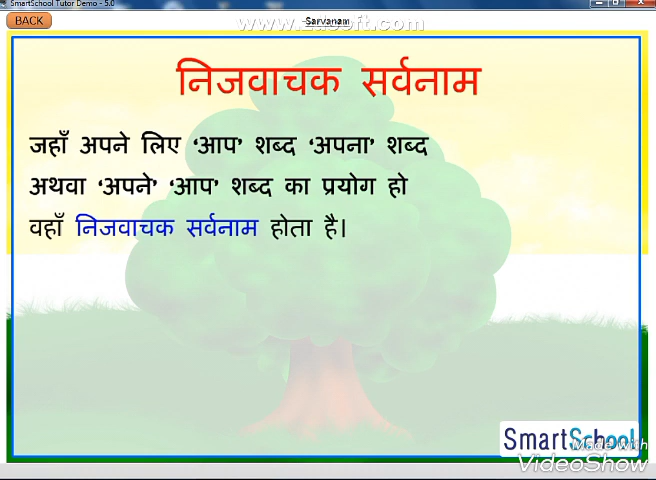 SmartSchool Tutor Demo - 5.0
BACK
Sarvanam
निजवाचक सर्वनाम
जहाँ अपने लिए ‘आप’ शब्द ‘अपना’ शब्द
अथवा ‘अपने’ ‘आप’ शब्द का प्रयोग हो
वहाँ निजवाचक सर्वनाम होता है।
SmartSchool
Made with
VideoShow